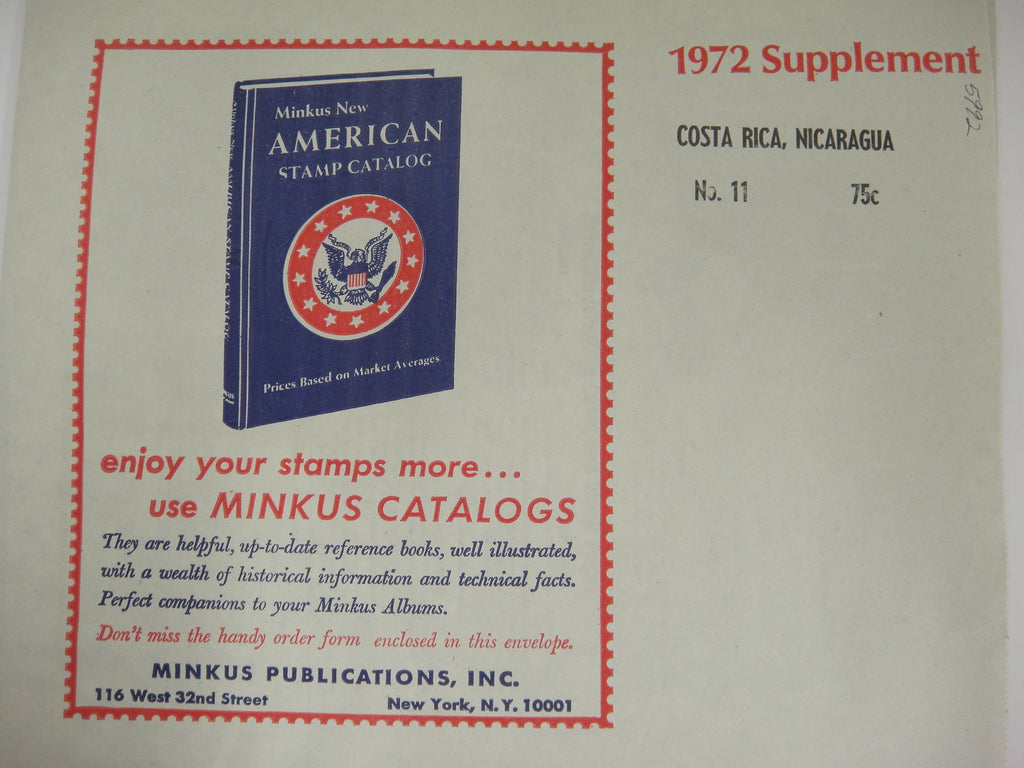 1972 Supplement
5992
COSTA RICA, NICARAGUA
No. 11 75c
Minkus New
AMERICAN
STAMP CATALOG
Prices Based on Market Averages
enjoy your stamps more...
use MINKUS CATALOGS
They are helpful, up-to-date reference books, well illustrated,
with a wealth of historical information and technical facts.
Perfect companions to your Minkus Albums.
Don't miss the handy order form enclosed in this envelope.
MINKUS PUBLICATIONS, INC.
116 West 32nd Street New York, N.Y. 10001